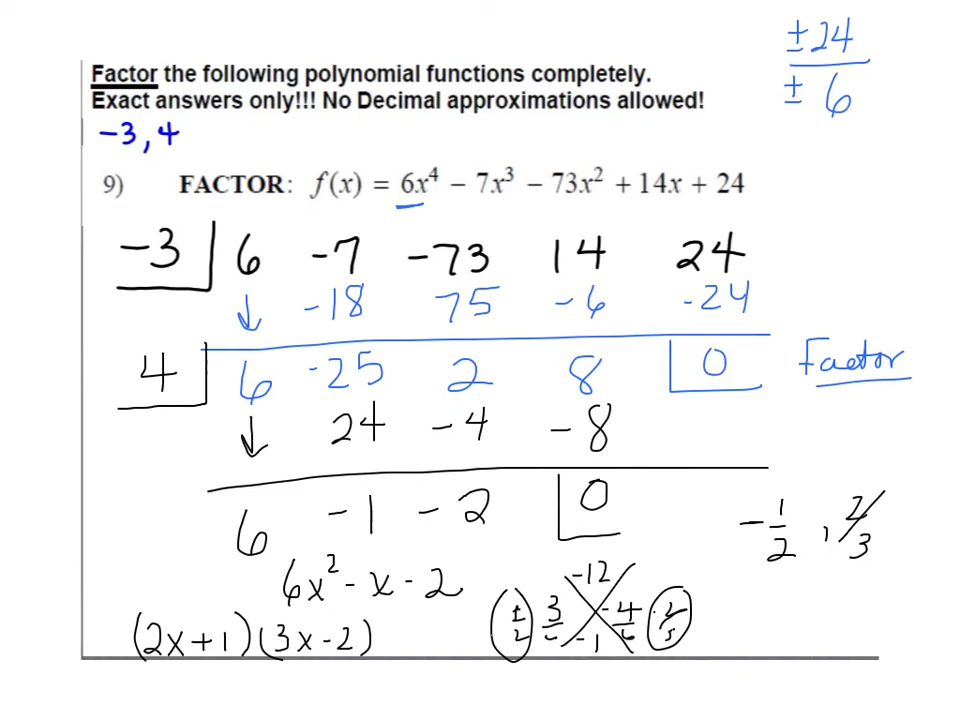 ±24
± 6
Factor the following polynomial functions completely.
Exact answers only!!! No Decimal approximations allowed!
-3, 4
9) FACTOR: f(x) = 6x⁴ − 7x³ − 73x² + 14x + 24
-3 | 6 -7 -73 14 24
↓ -18 75 -6 -24
4 | 6 -25 2 8 | 0 Factor
↓ 24 -4 -8
6 -1 -2 | 0
-1/2 , 2/3
6x² - x - 2
-12
3/6 -4/6
-1
(2x+1)(3x-2)